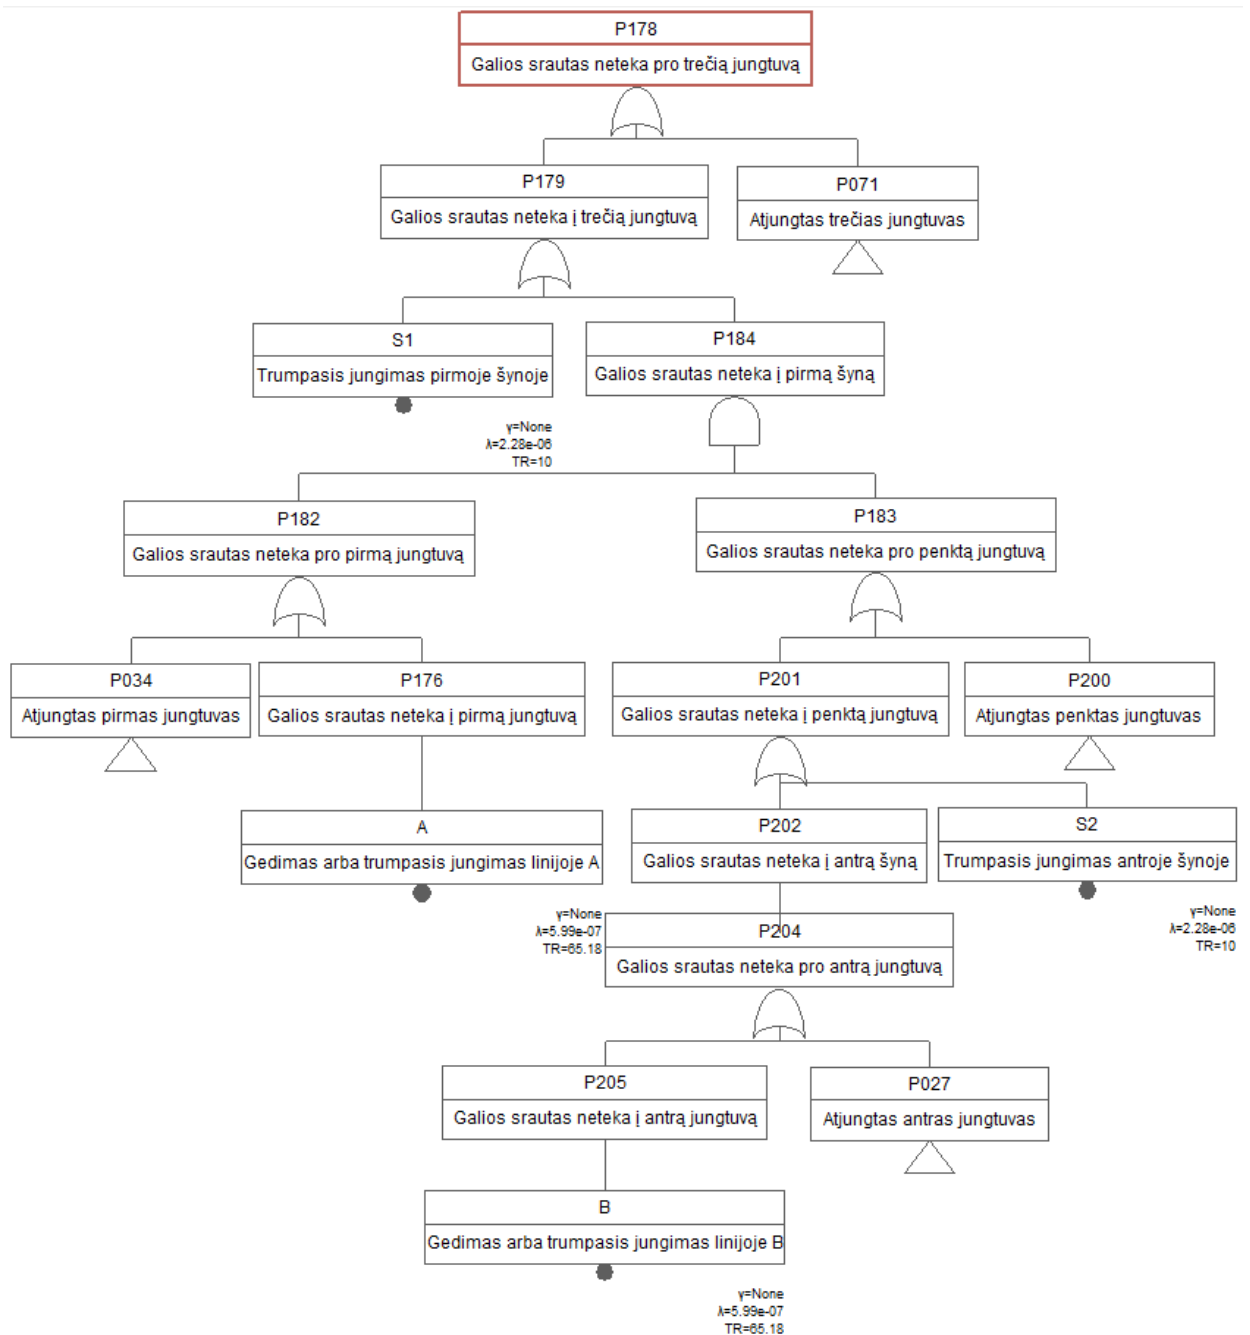 P178
Galios srautas neteka pro trečią jungtuvą
P179
Galios srautas neteka į trečią jungtuvą
P071
Atjungtas trečias jungtuvas
S1
Trumpasis jungimas pirmoje šynoje
γ=None
λ=2.28e-06
TR=10
P184
Galios srautas neteka į pirmą šyną
P182
Galios srautas neteka pro pirmą jungtuvą
P183
Galios srautas neteka pro penktą jungtuvą
P034
Atjungtas pirmas jungtuvas
P176
Galios srautas neteka į pirmą jungtuvą
P201
Galios srautas neteka į penktą jungtuvą
P200
Atjungtas penktas jungtuvas
A
Gedimas arba trumpasis jungimas linijoje A
γ=None
λ=5.99e-07
TR=65.18
P202
Galios srautas neteka į antrą šyną
S2
Trumpasis jungimas antroje šynoje
γ=None
λ=2.28e-06
TR=10
P204
Galios srautas neteka pro antrą jungtuvą
P205
Galios srautas neteka į antrą jungtuvą
P027
Atjungtas antras jungtuvas
B
Gedimas arba trumpasis jungimas linijoje B
γ=None
λ=5.99e-07
TR=65.18